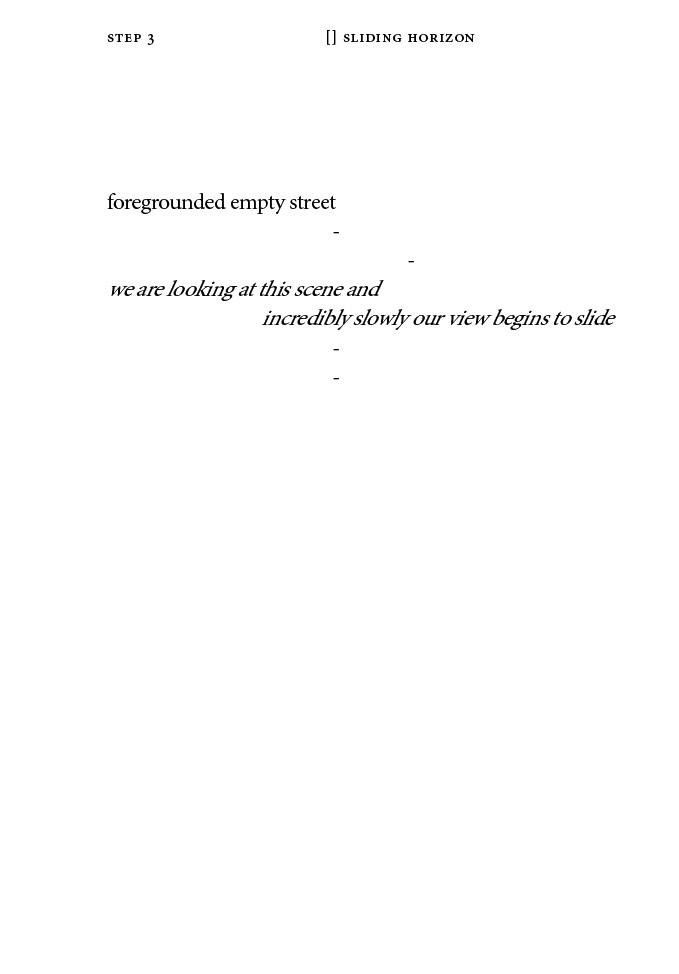 STEP 3 [] SLIDING HORIZON
foregrounded empty street
-
-
we are looking at this scene and
incredibly slowly our view begins to slide
-
-